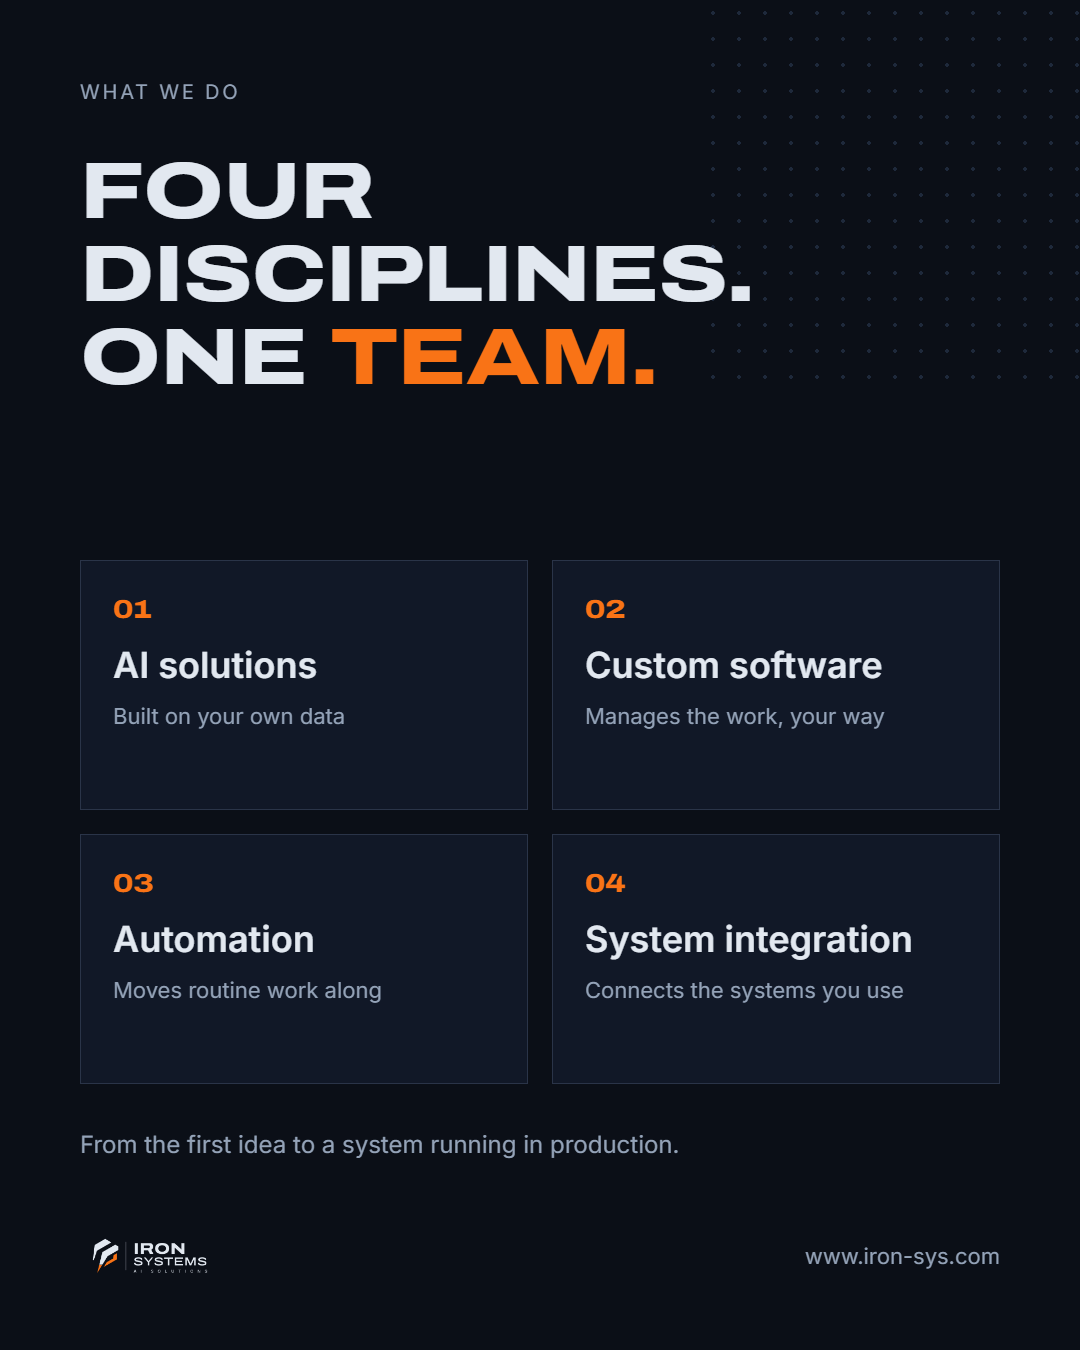 WHAT WE DO
FOUR
DISCIPLINES.
ONE TEAM.
01
AI solutions
Built on your own data
02
Custom software
Manages the work, your way
03
Automation
Moves routine work along
04
System integration
Connects the systems you use
From the first idea to a system running in production.
IRON
SYSTEMS
AI SOLUTIONS
www.iron-sys.com